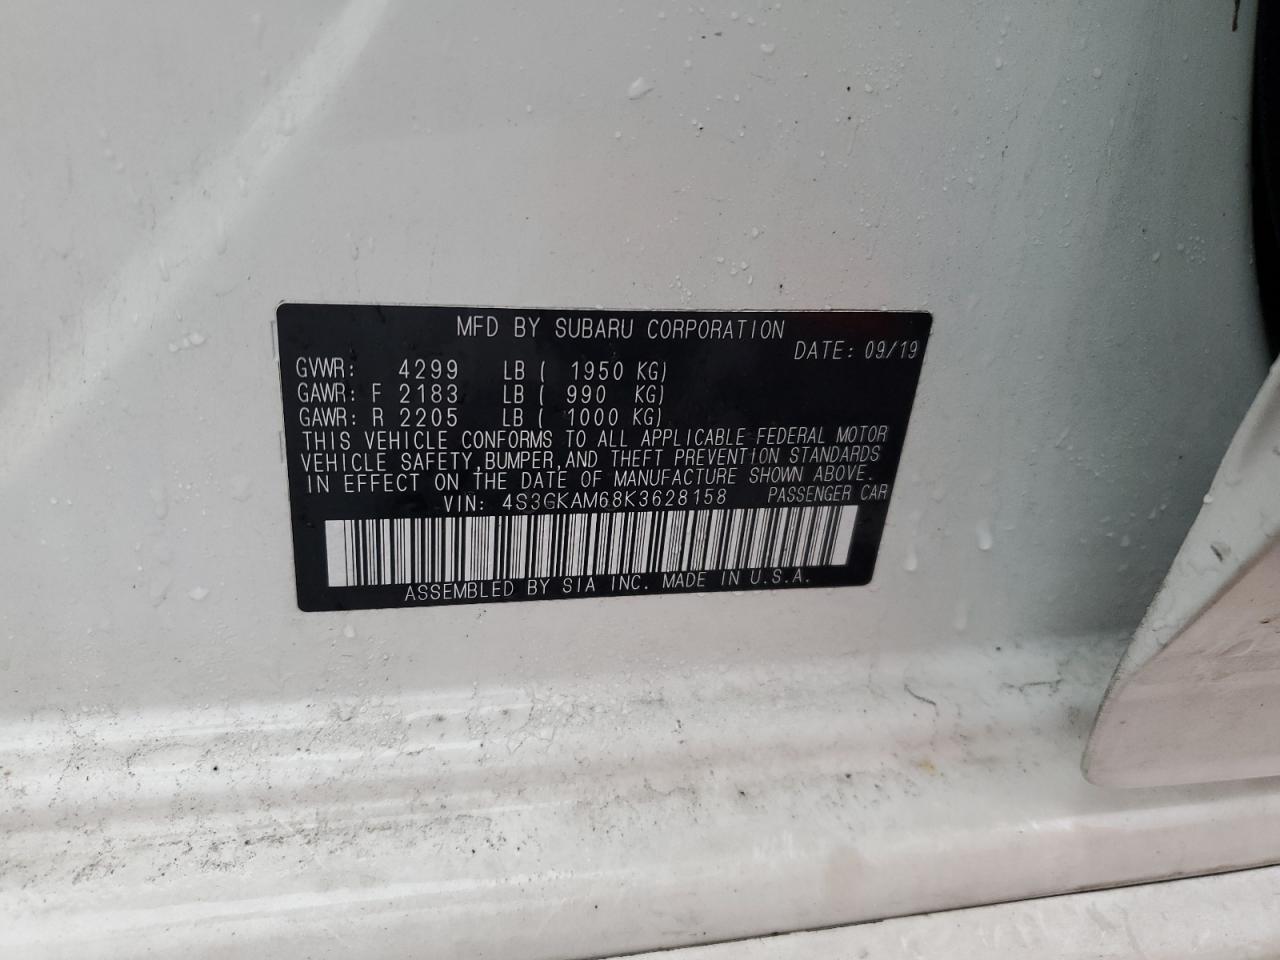 MFD BY SUBARU CORPORATION
DATE: 09/19
GVWR: 4299 LB ( 1950 KG)
GAWR: F 2183 LB ( 990 KG)
GAWR: R 2205 LB ( 1000 KG)
THIS VEHICLE CONFORMS TO ALL APPLICABLE FEDERAL MOTOR
VEHICLE SAFETY, BUMPER, AND THEFT PREVENTION STANDARDS
IN EFFECT ON THE DATE OF MANUFACTURE SHOWN ABOVE.
VIN: 4S3GKAM68K3628158 PASSENGER CAR
ASSEMBLED BY SIA INC. MADE IN U.S.A.